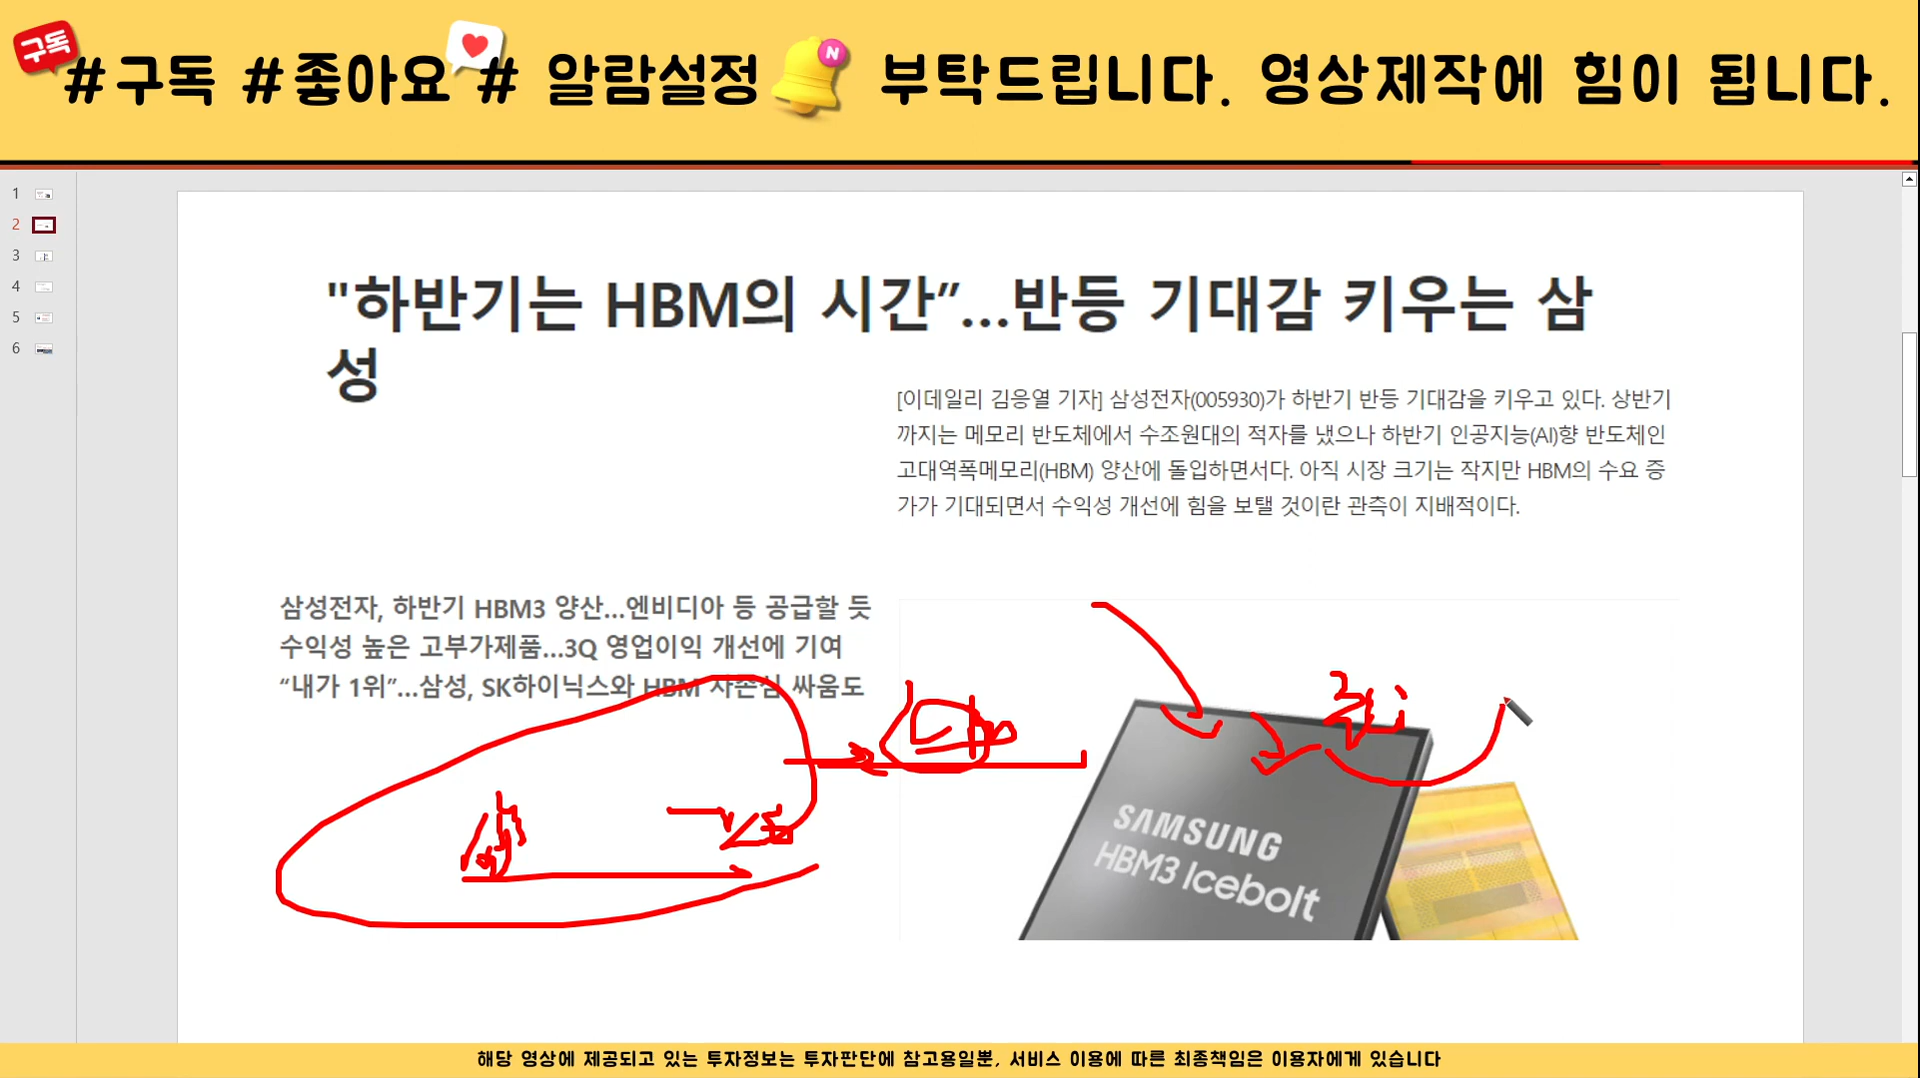 구독
#구독 #좋아요 # 알람설정 N 부탁드립니다. 영상제작에 힘이 됩니다.
1
2
3
4
5
6
"하반기는 HBM의 시간”...반등 기대감 키우는 삼
성
[이데일리 김응열 기자] 삼성전자(005930)가 하반기 반등 기대감을 키우고 있다. 상반기
까지는 메모리 반도체에서 수조원대의 적자를 냈으나 하반기 인공지능(AI)향 반도체인
고대역폭메모리(HBM) 양산에 돌입하면서다. 아직 시장 크기는 작지만 HBM의 수요 증
가가 기대되면서 수익성 개선에 힘을 보탤 것이란 관측이 지배적이다.
삼성전자, 하반기 HBM3 양산...엔비디아 등 공급할 듯
수익성 높은 고부가제품...3Q 영업이익 개선에 기여
“내가 1위”...삼성, SK하이닉스와 HBM 자존심 싸움도
SAMSUNG
HBM3 Icebolt
해당 영상에 제공되고 있는 투자정보는 투자판단에 참고용일뿐, 서비스 이용에 따른 최종책임은 이용자에게 있습니다